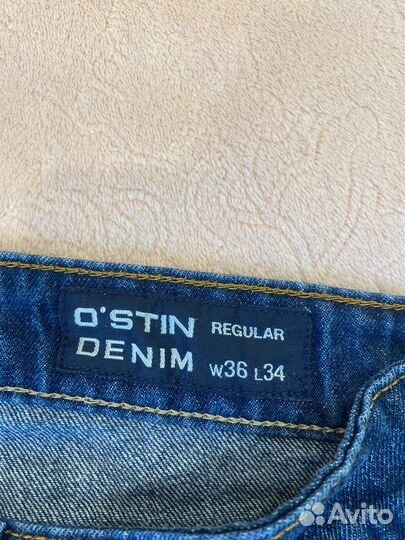 O'STIN REGULAR
DENIM W36 L34
Avito